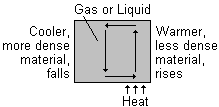 Gas or Liquid
Cooler,
more dense
material,
falls
Warmer,
less dense
material,
rises
Heat